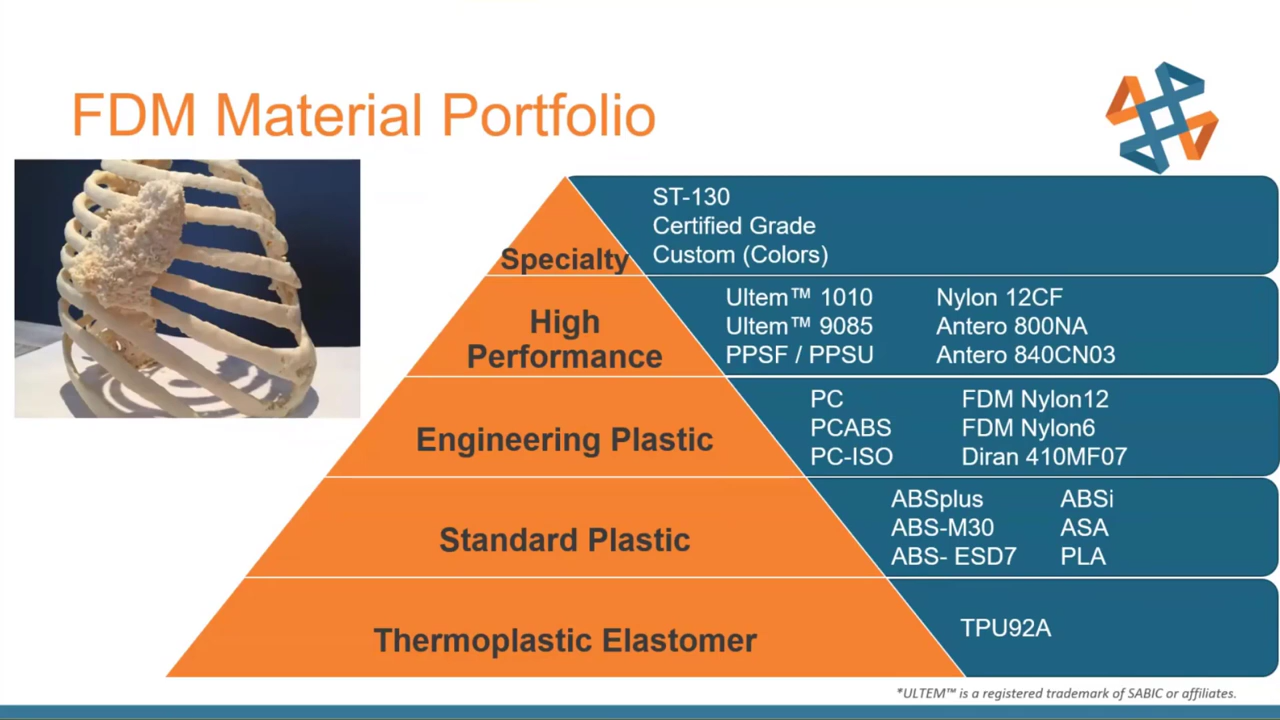 FDM Material Portfolio
Specialty
ST-130
Certified Grade
Custom (Colors)
High
Performance
Ultem™ 1010
Ultem™ 9085
PPSF / PPSU
Nylon 12CF
Antero 800NA
Antero 840CN03
Engineering Plastic
PC
PCABS
PC-ISO
FDM Nylon12
FDM Nylon6
Diran 410MF07
Standard Plastic
ABSplus
ABS-M30
ABS- ESD7
ABSi
ASA
PLA
Thermoplastic Elastomer
TPU92A
*ULTEM™ is a registered trademark of SABIC or affiliates.